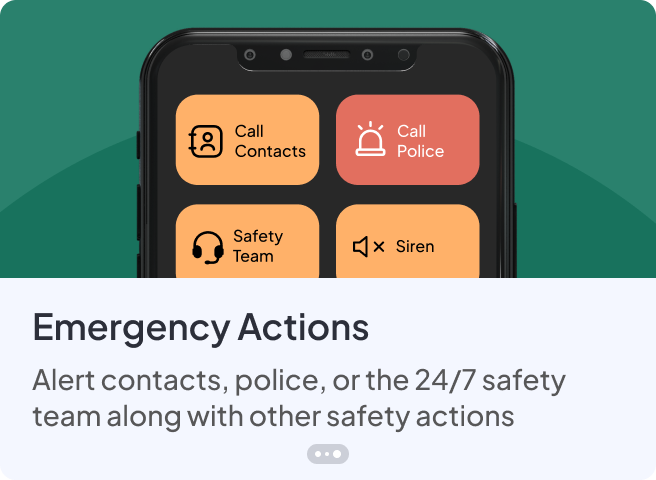 Call
Contacts
Call
Police
Safety
Team
Siren
Emergency Actions
Alert contacts, police, or the 24/7 safety
team along with other safety actions